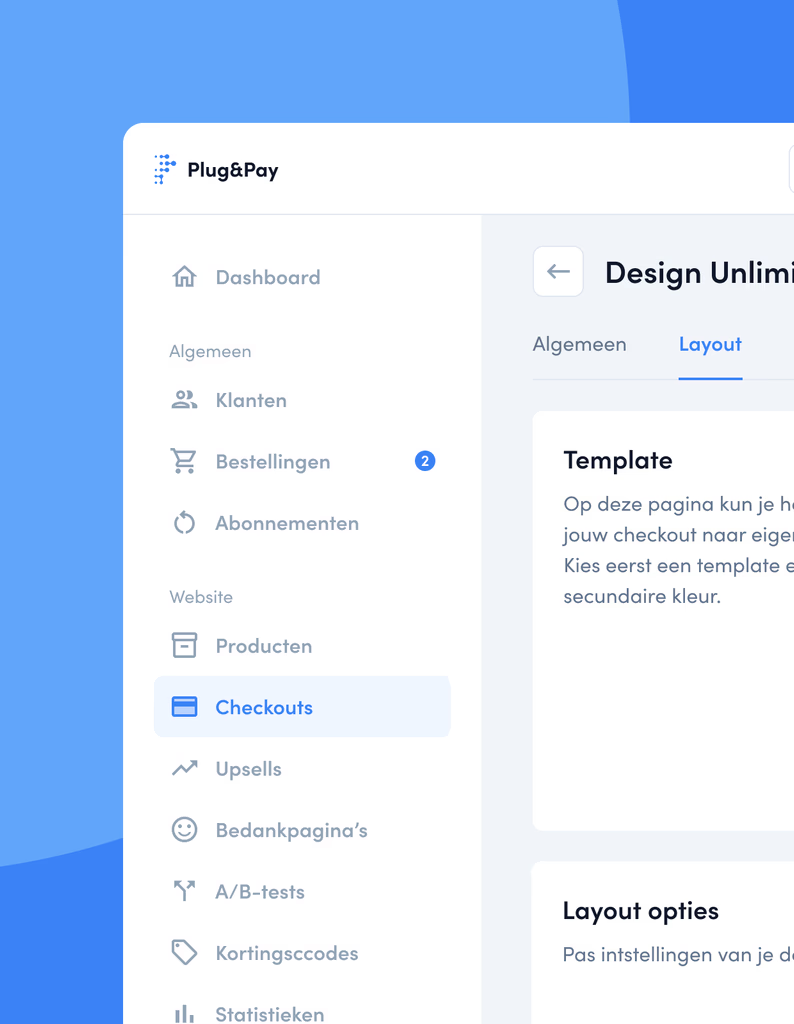 Plug&Pay
Dashboard
Algemeen
Klanten
Bestellingen 2
Abonnementen
Website
Producten
Checkouts
Upsells
Bedankpagina’s
A/B-tests
Kortingsccodes
Statistieken
Design Unlimi
Algemeen Layout
Template
Op deze pagina kun je h
jouw checkout naar eige
Kies eerst een template e
secundaire kleur.
Layout opties
Pas intstellingen van je d